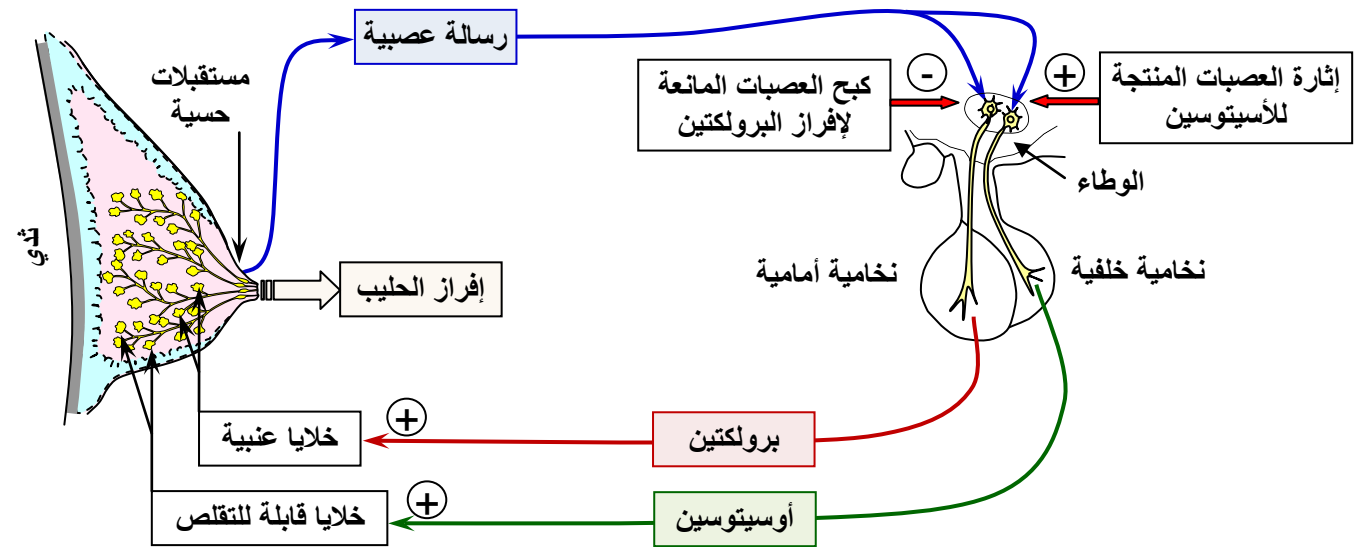 رسالة عصبية
مستقبلات
حسية
كبح العصبات المانعة
لإفراز البرولكتين
-
+
إثارة العصبات المنتجة
للأسيتوسين
الوطاء
ثدي
نخامية أمامية
نخامية خلفية
إفراز الحليب
خلايا عنبية
+
برولكتين
خلايا قابلة للتقلص
+
أوسيتوسين